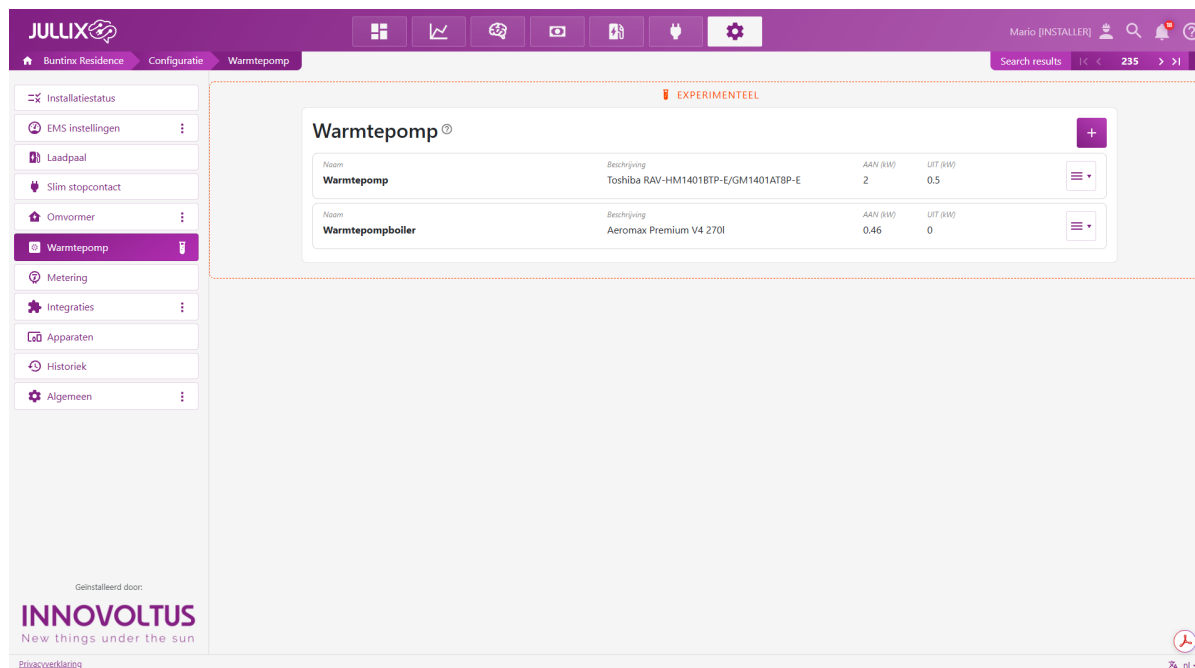 JULLIX
Mario [INSTALLER]
18
Buntinx Residence
Configuratie
Warmtepomp
Search results
235
Installatiestatus
EMS instellingen
Laadpaal
Slim stopcontact
Omvormer
Warmtepomp
Metering
Integraties
Apparaten
Historiek
Algemeen
EXPERIMENTEEL
Warmtepomp
+
Naam Beschrijving AAN (kW) UIT (kW)
Warmtepomp Toshiba RAV-HM1401BTP-E/GM1401AT8P-E 2 0.5
Naam Beschrijving AAN (kW) UIT (kW)
Warmtepompboiler Aeromax Premium V4 270l 0.46 0
Geïnstalleerd door:
INNOVOLTUS
New things under the sun
Privacyverklaring
nl